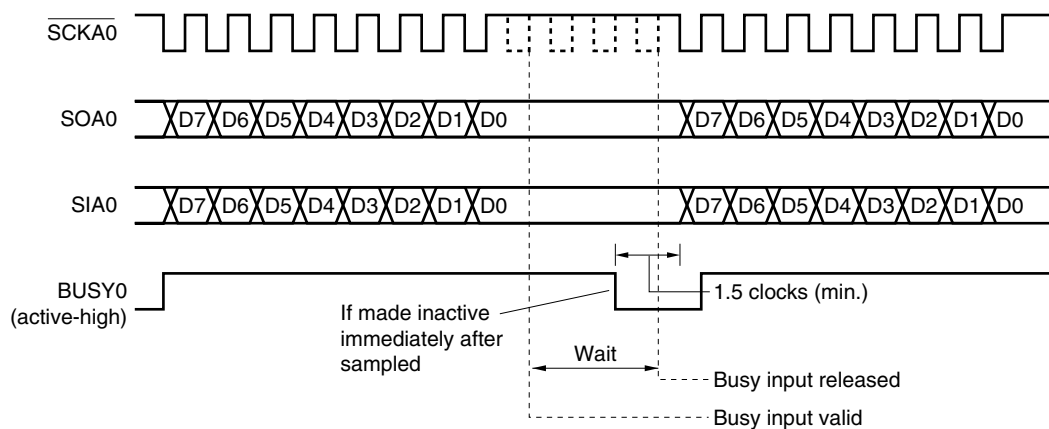 SCKA0
SOA0
D7 D6 D5 D4 D3 D2 D1 D0
D7 D6 D5 D4 D3 D2 D1 D0
SIA0
D7 D6 D5 D4 D3 D2 D1 D0
D7 D6 D5 D4 D3 D2 D1 D0
BUSY0
(active-high)
If made inactive
immediately after
sampled
1.5 clocks (min.)
Wait
Busy input released
Busy input valid